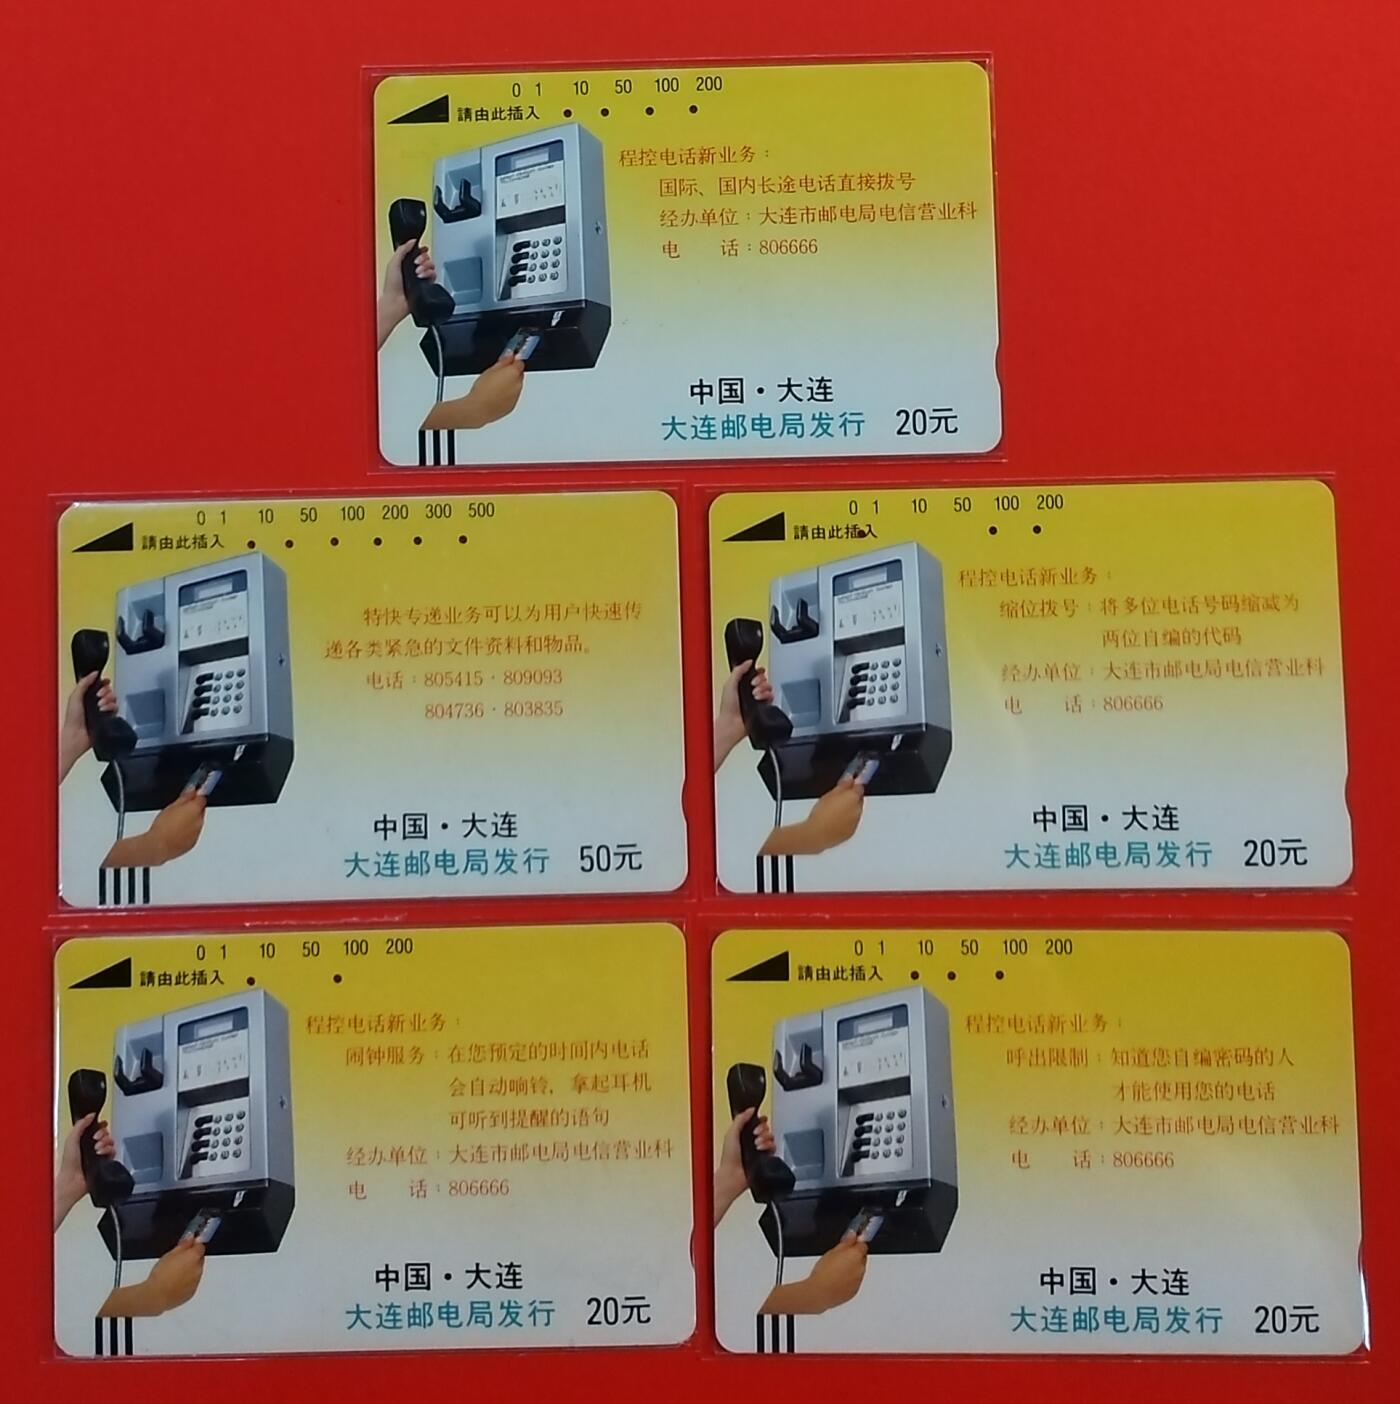 0 1 10 50 100 200
請由此插入
程控电话新业务：
国际、国内长途电话直接拨号
经办单位：大连市邮电局电信营业科
电 话：806666
中国·大连
大连邮电局发行 20元
0 1 10 50 100 200 300 500
請由此插入
特快专递业务可以为用户快速传
递各类紧急的文件资料和物品。
电话：805415·809093
804736·803835
中国·大连
大连邮电局发行 50元
0 1 10 50 100 200
請由此插入
程控电话新业务：
缩位拨号：将多位电话号码缩减为
两位自编的代码
经办单位：大连市邮电局电信营业科
电 话：806666
中国·大连
大连邮电局发行 20元
0 1 10 50 100 200
請由此插入
程控电话新业务：
闹钟服务：在您预定的时间内电话
会自动响铃，拿起耳机
可听到提醒的语句
经办单位：大连市邮电局电信营业科
电 话：806666
中国·大连
大连邮电局发行 20元
0 1 10 50 100 200
請由此插入
程控电话新业务：
呼出限制：知道您自编密码的人
才能使用您的电话
经办单位：大连市邮电局电信营业科
电 话：806666
中国·大连
大连邮电局发行 20元